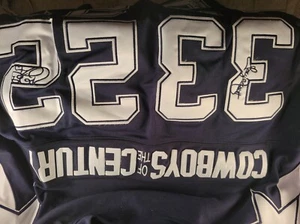 COWBOYS OF THE CENTURY
33 22